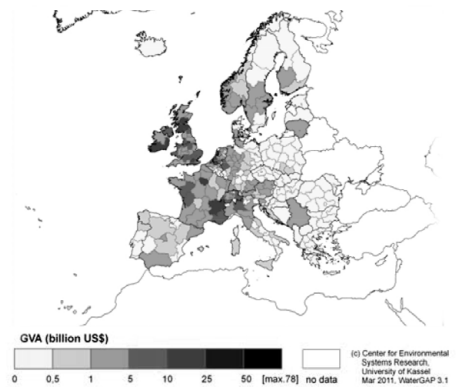 GVA (billion US$)
0 0,5 1 5 10 25 50 [max.78] no data
(c) Center for Environmental
Systems Research,
University of Kassel
Mar 2011, WaterGAP 3.1